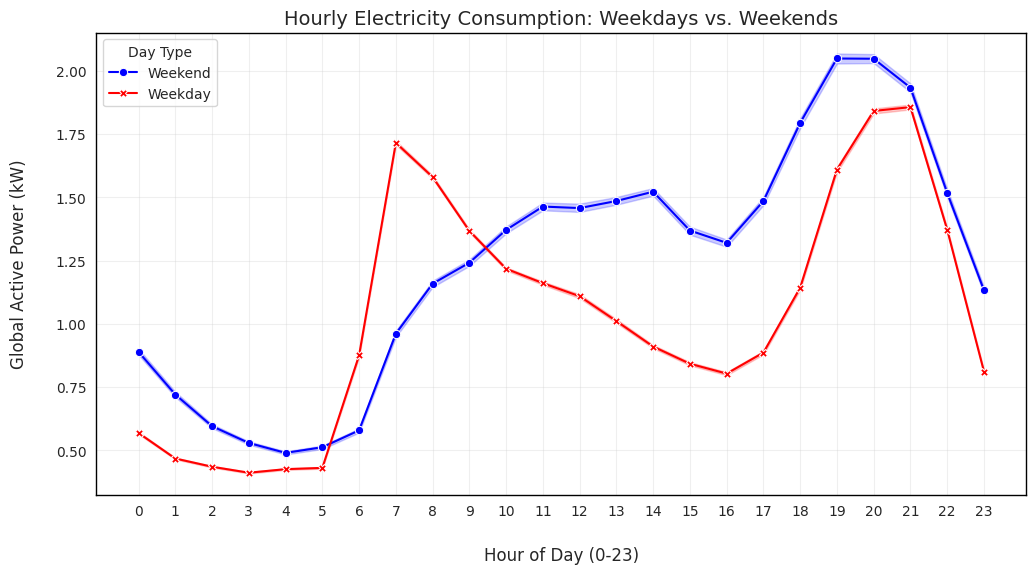 Hourly Electricity Consumption: Weekdays vs. Weekends
Day Type
Weekend
Weekday
Global Active Power (kW)
2.00
1.75
1.50
1.25
1.00
0.75
0.50
0 1 2 3 4 5 6 7 8 9 10 11 12 13 14 15 16 17 18 19 20 21 22 23
Hour of Day (0-23)